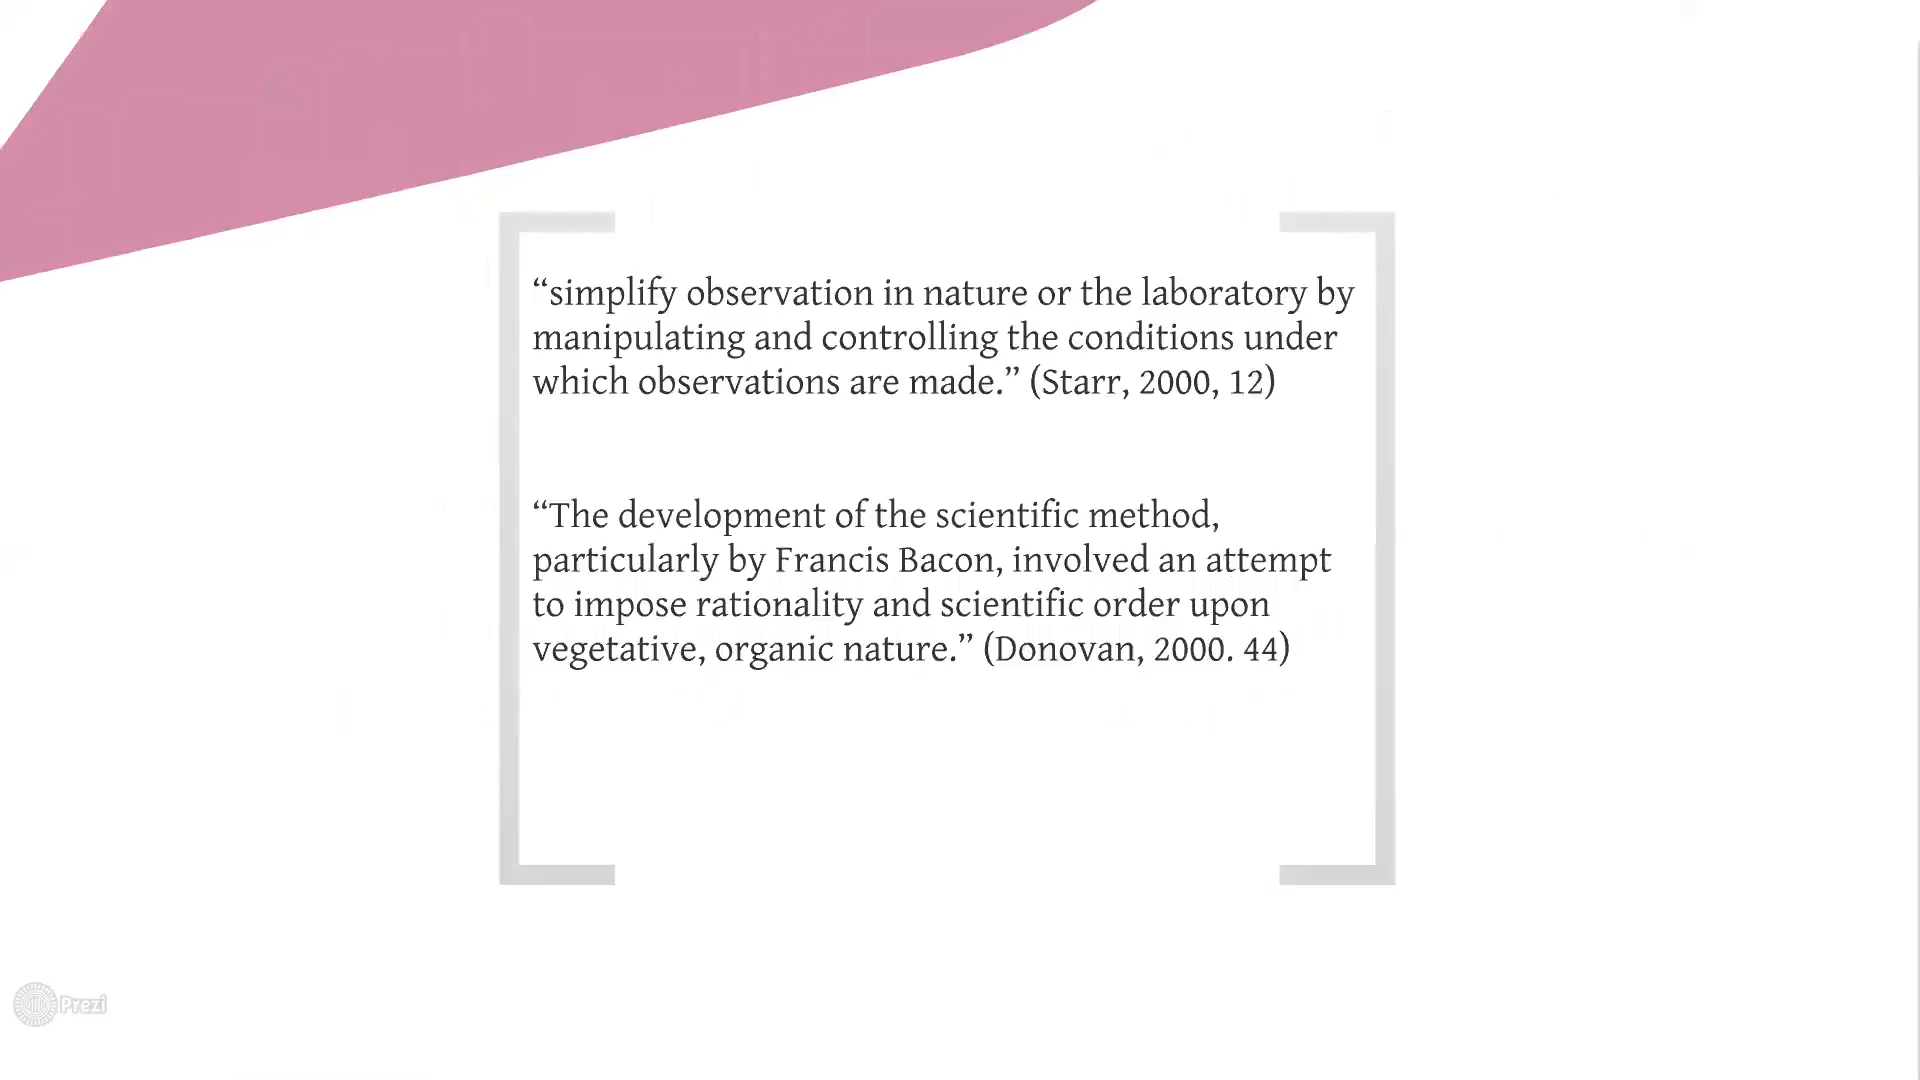 “simplify observation in nature or the laboratory by
manipulating and controlling the conditions under
which observations are made.” (Starr, 2000, 12)
“The development of the scientific method,
particularly by Francis Bacon, involved an attempt
to impose rationality and scientific order upon
vegetative, organic nature.” (Donovan, 2000. 44)
Prezi